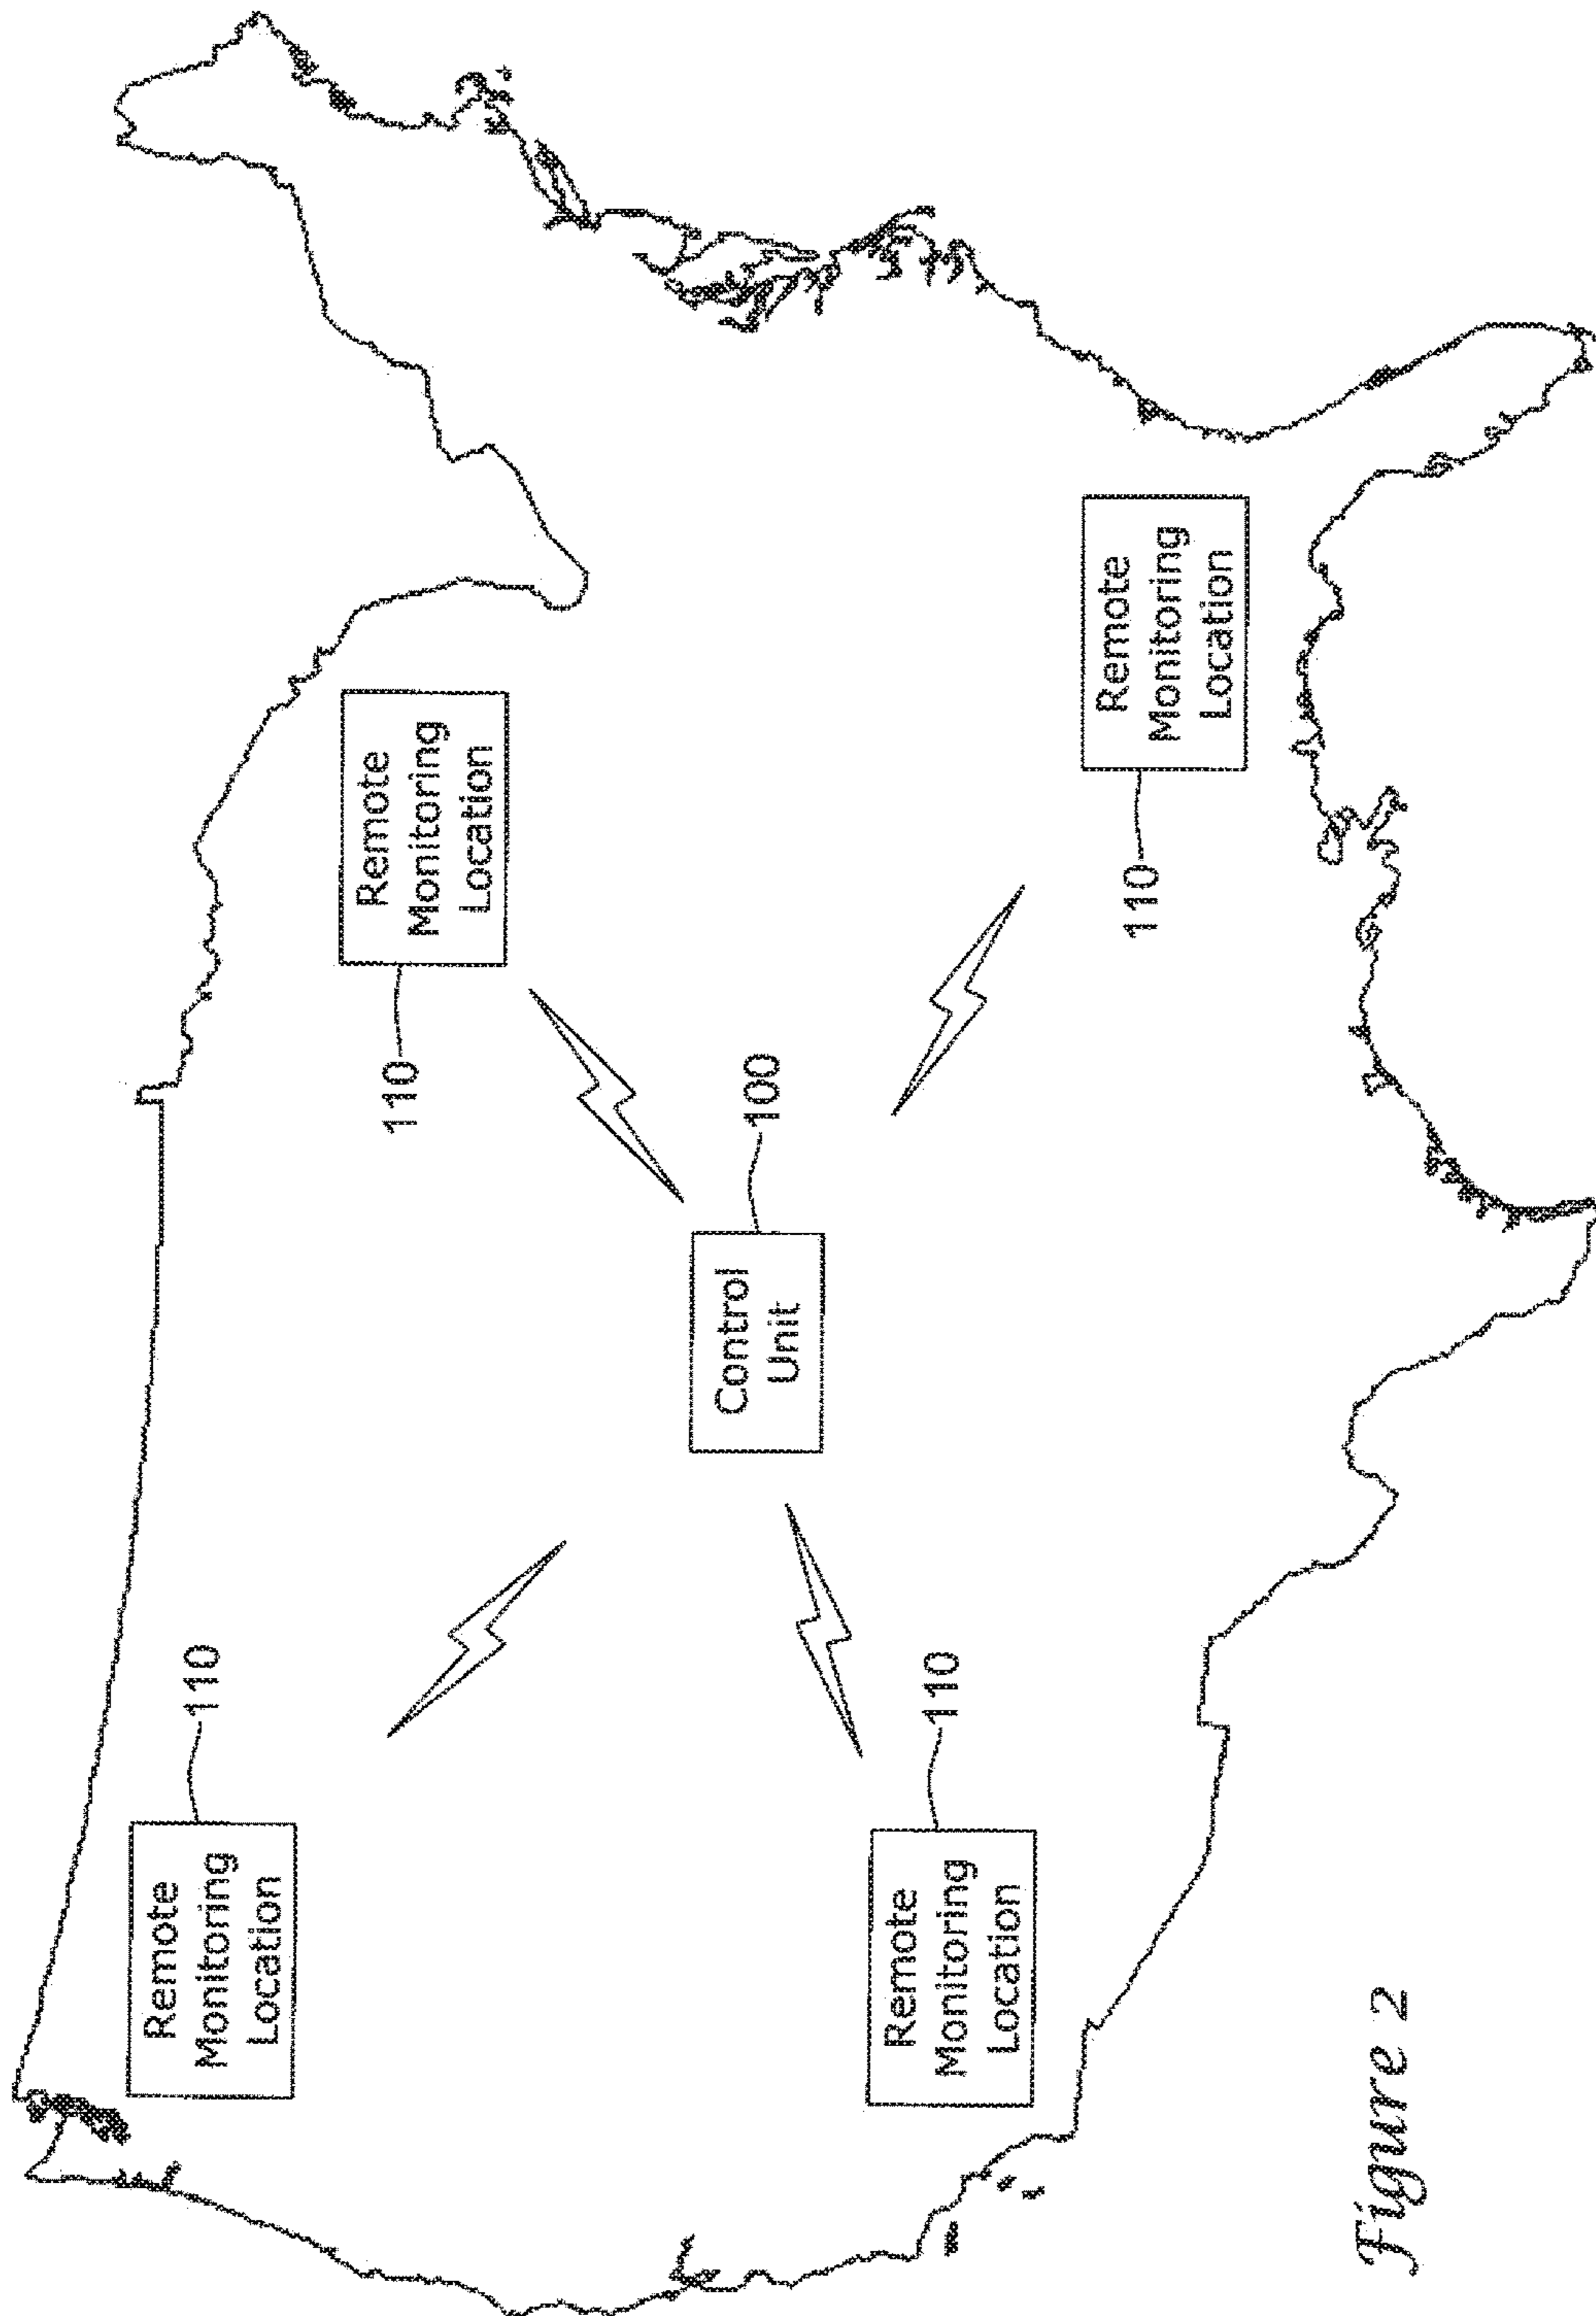 110
Remote
Monitoring
Location
Remote
Monitoring
Location
110
100
Control
Unit
110
Remote
Monitoring
Location
Remote
Monitoring
Location
110
Figure 2